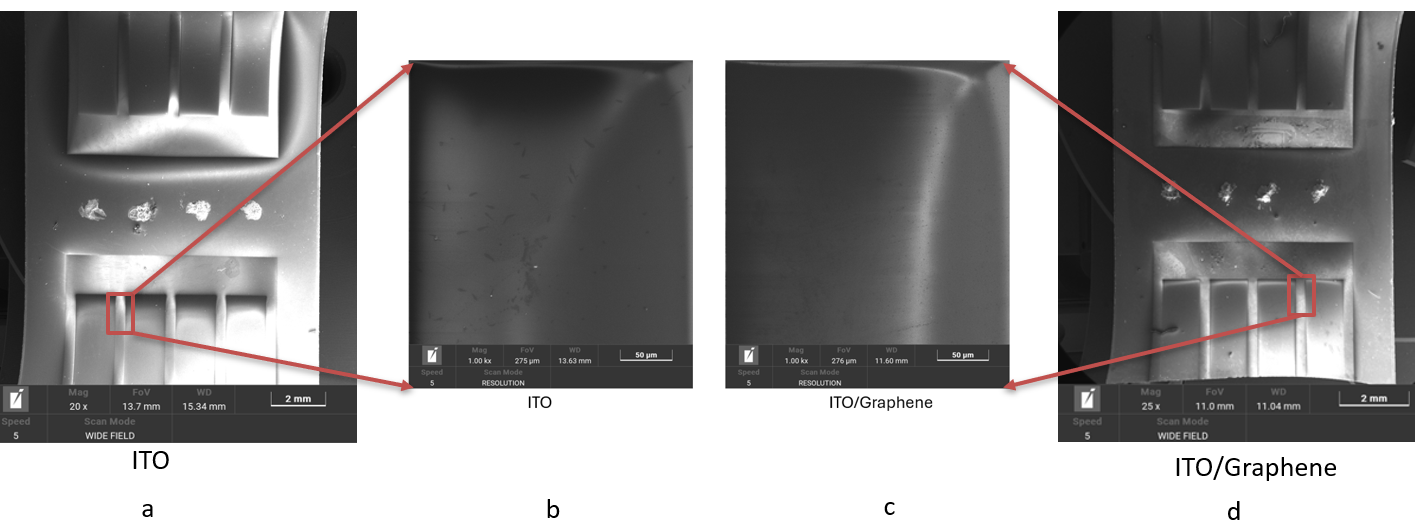 Mag FoV WD
20 x 13.7 mm 15.34 mm
2 mm
Speed Scan Mode
5 WIDE FIELD
ITO
a
Mag FoV WD
1.00 kx 275 µm 13.63 mm
50 µm
Speed Scan Mode
5 RESOLUTION
ITO
b
Mag FoV WD
1.00 kx 276 µm 11.60 mm
50 µm
Speed Scan Mode
5 RESOLUTION
ITO/Graphene
c
Mag FoV WD
25 x 11.0 mm 11.04 mm
2 mm
Speed Scan Mode
5 WIDE FIELD
ITO/Graphene
d